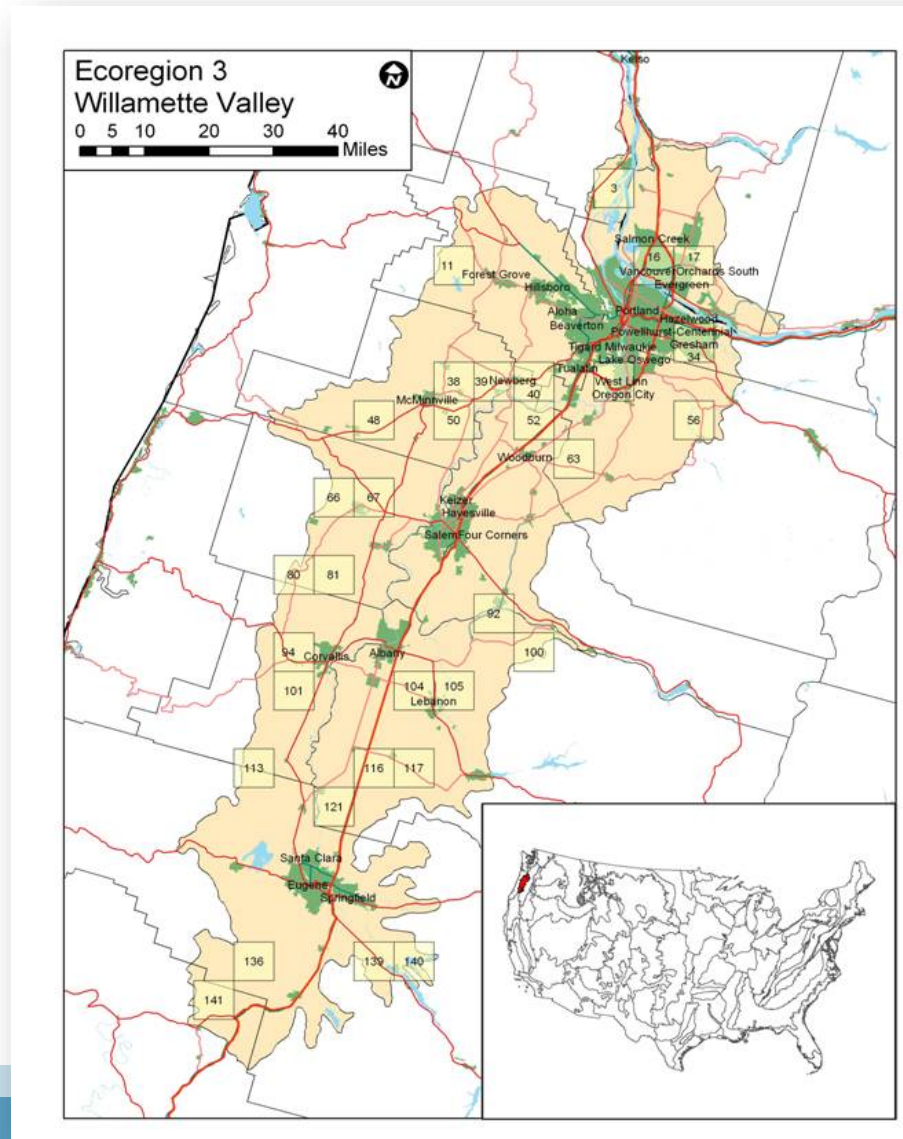 Ecoregion 3
Willamette Valley
N
0 5 10 20 30 40
Miles
Kelso
3
Salmon Creek
16 17
11
Vancouver Orchards South
Forest Grove
Evergreen
Hillsboro
Aloha
Portland
Hazelwood
Beaverton
Powellhurst-Centennial
Tigard Milwaukie Gresham
Lake Oswego 34
Tualatin
38 39 Newberg
West Linn
40
Oregon City
McMinnville
48 50 52 56
Woodburn 63
66 67
Keizer
Hayesville
Salem Four Corners
80 81
92
94 Corvallis Albany 100
101 104 105
Lebanon
113 116 117
121
Santa Clara
Eugene
Springfield
136 139 140
141